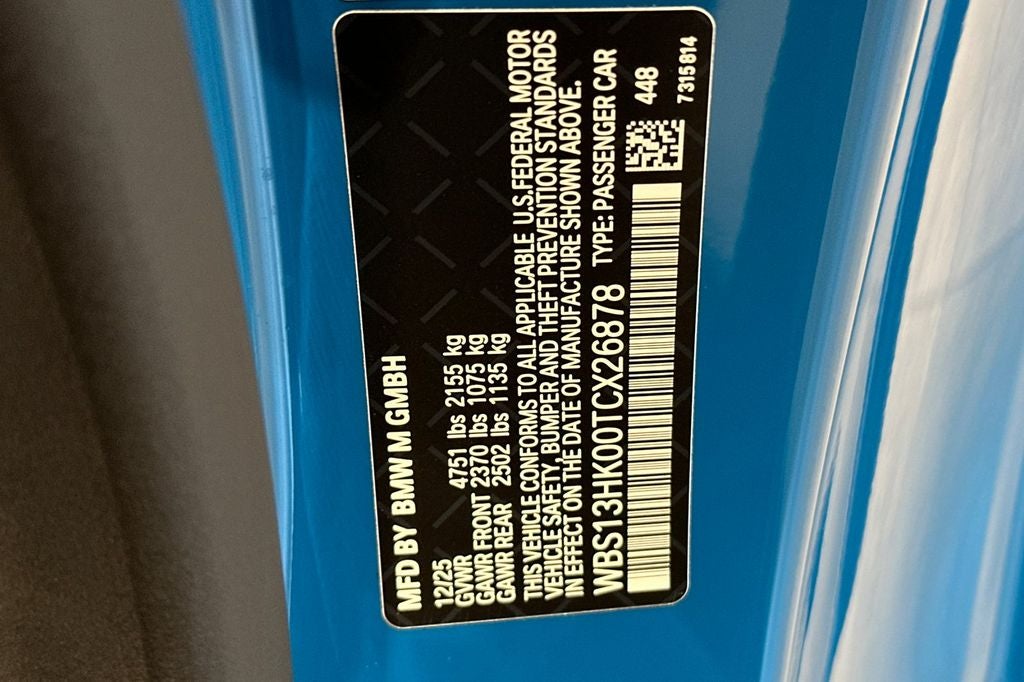 MFD BY BMW M GMBH
12/25
GVWR 4751 lbs 2155 kg
GAWR FRONT 2370 lbs 1075 kg
GAWR REAR 2502 lbs 1135 kg
THIS VEHICLE CONFORMS TO ALL APPLICABLE U.S.FEDERAL MOTOR
VEHICLE SAFETY, BUMPER AND THEFT PREVENTION STANDARDS
IN EFFECT ON THE DATE OF MANUFACTURE SHOWN ABOVE.
WBS13HK00TCX26878 TYPE: PASSENGER CAR
448
7315814